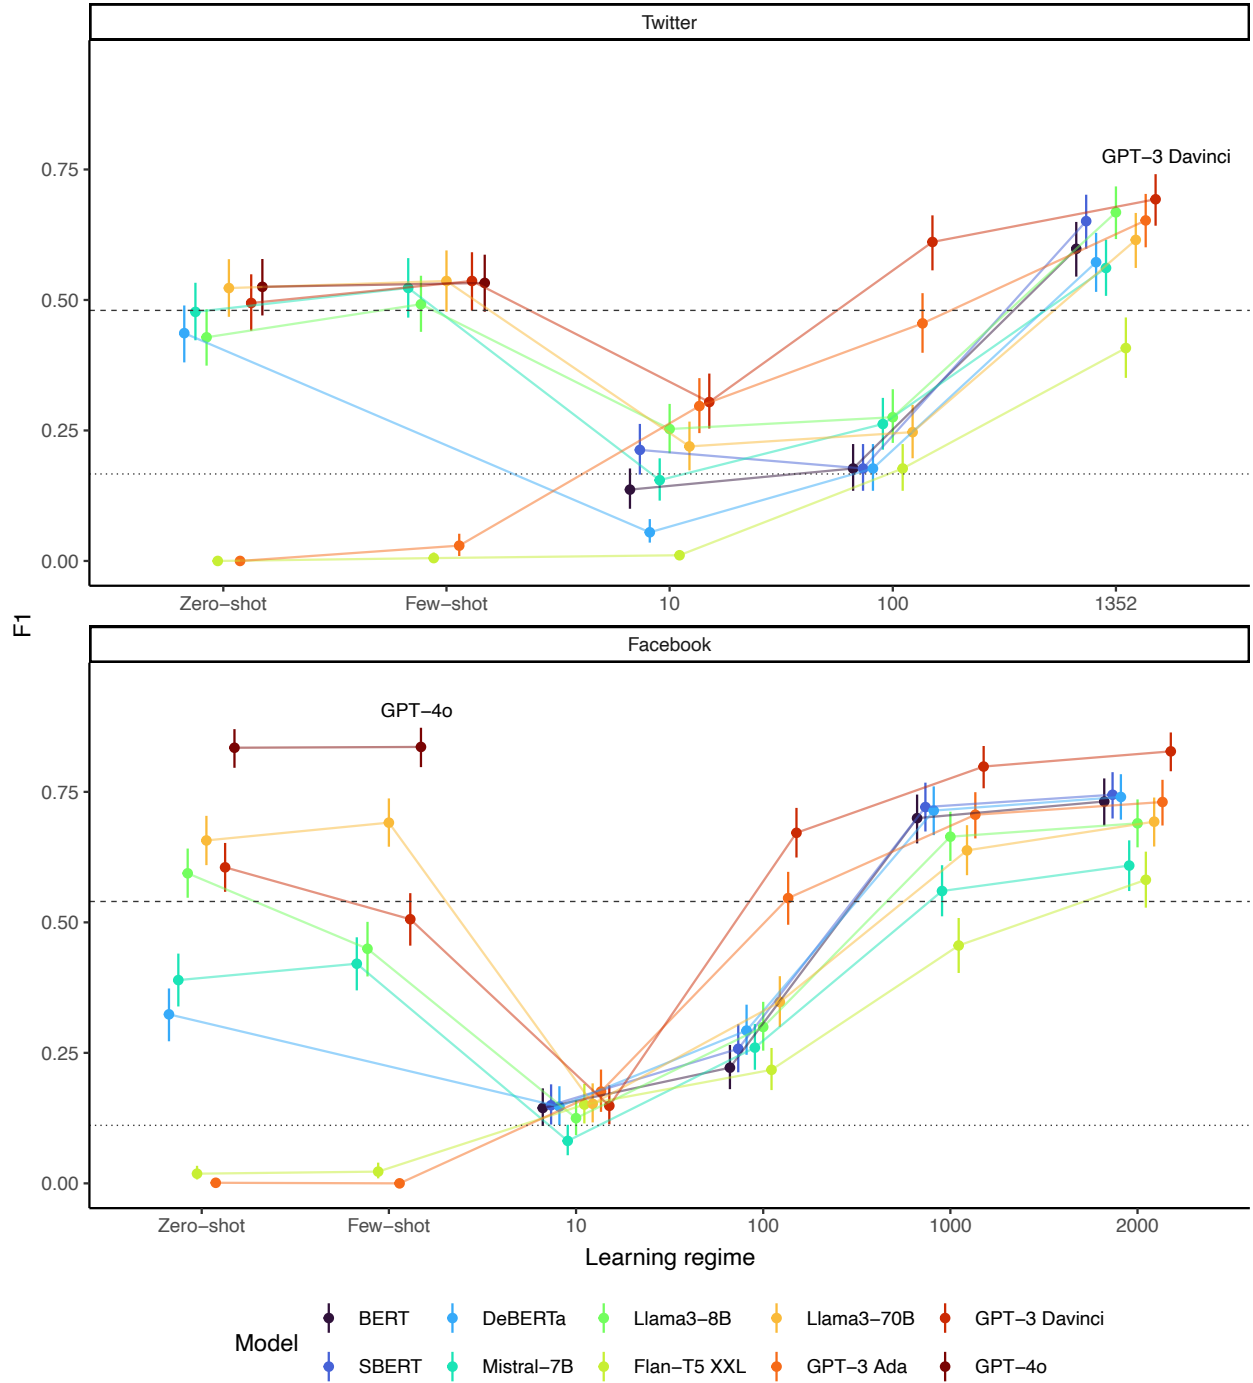 Twitter
GPT−3 Davinci
0.75
0.50
0.25
0.00
Zero−shot Few−shot 10 100 1352
F1
Facebook
GPT−4o
0.75
0.50
0.25
0.00
Zero−shot Few−shot 10 100 1000 2000
Learning regime
Model
BERT DeBERTa Llama3−8B Llama3−70B GPT−3 Davinci
SBERT Mistral−7B Flan−T5 XXL GPT−3 Ada GPT−4o